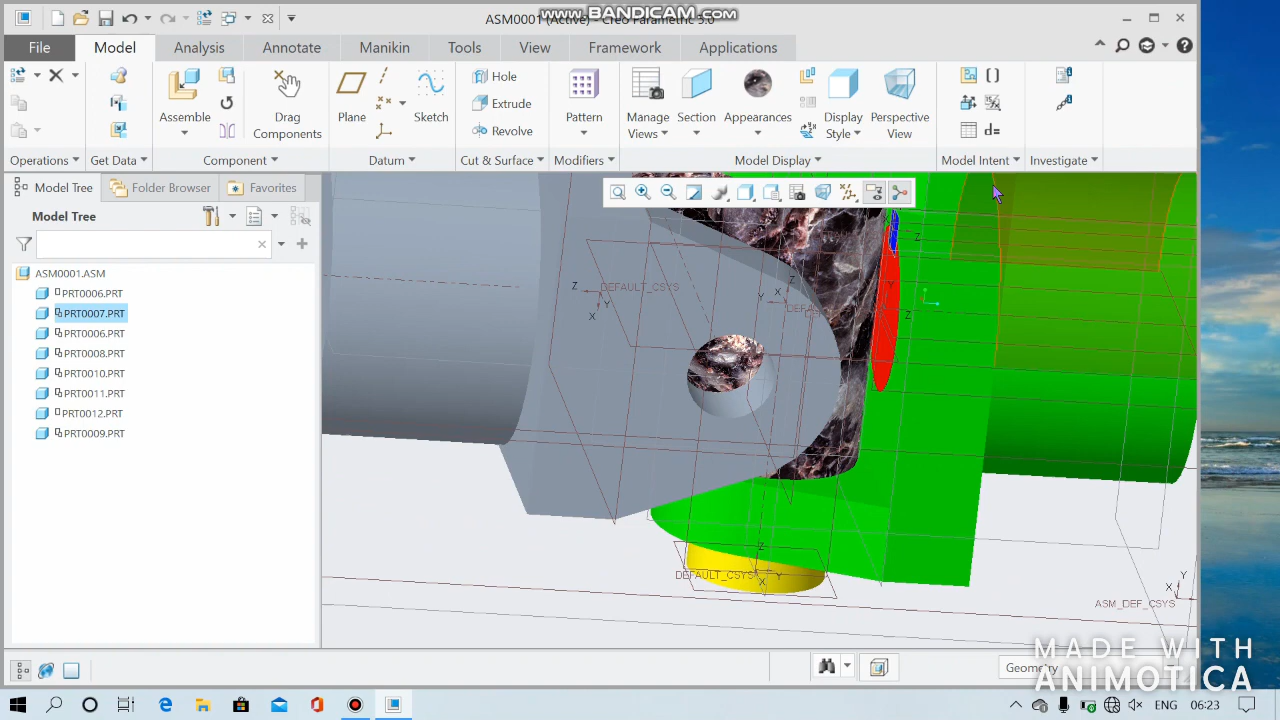 ASM0001 (Active) - Creo Parametric 5.0
www.BANDICAM.com
File Model Analysis Annotate Manikin Tools View Framework Applications
Assemble
Drag Components
Plane
Sketch
Hole
Extrude
Revolve
Pattern
Manage Views
Section
Appearances
Display Style
Perspective View
d=
Operations Get Data Component Datum Cut & Surface Modifiers Model Display Model Intent Investigate
Model Tree Folder Browser Favorites
Model Tree
ASM0001.ASM
PRT0006.PRT
PRT0007.PRT
PRT0006.PRT
PRT0008.PRT
PRT0010.PRT
PRT0011.PRT
PRT0012.PRT
PRT0009.PRT
Z DEFAULT_CSYS
Y
X
Z
Y X
Z
Z
Z
DEFAULT_CSYS Y
X
Y
X
ASM_DEF_CSYS
Geometry
MADE WITH
ANIMOTICA
ENG 06:23